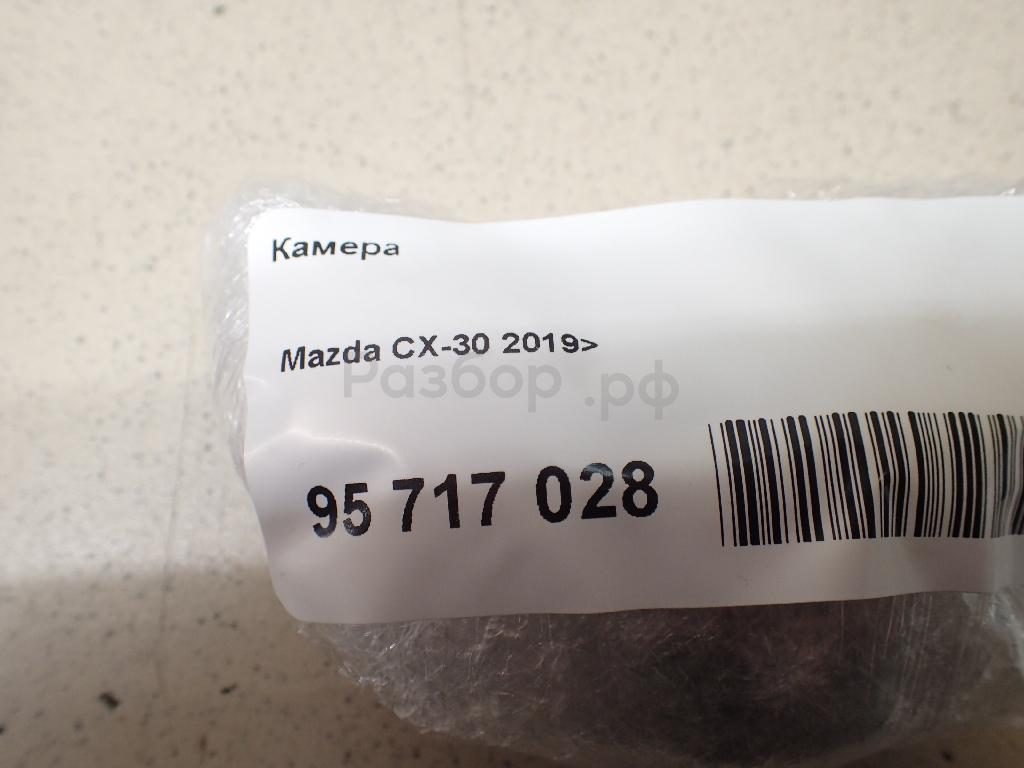 Камера
Mazda CX-30 2019>
Разбор.рф
95 717 028